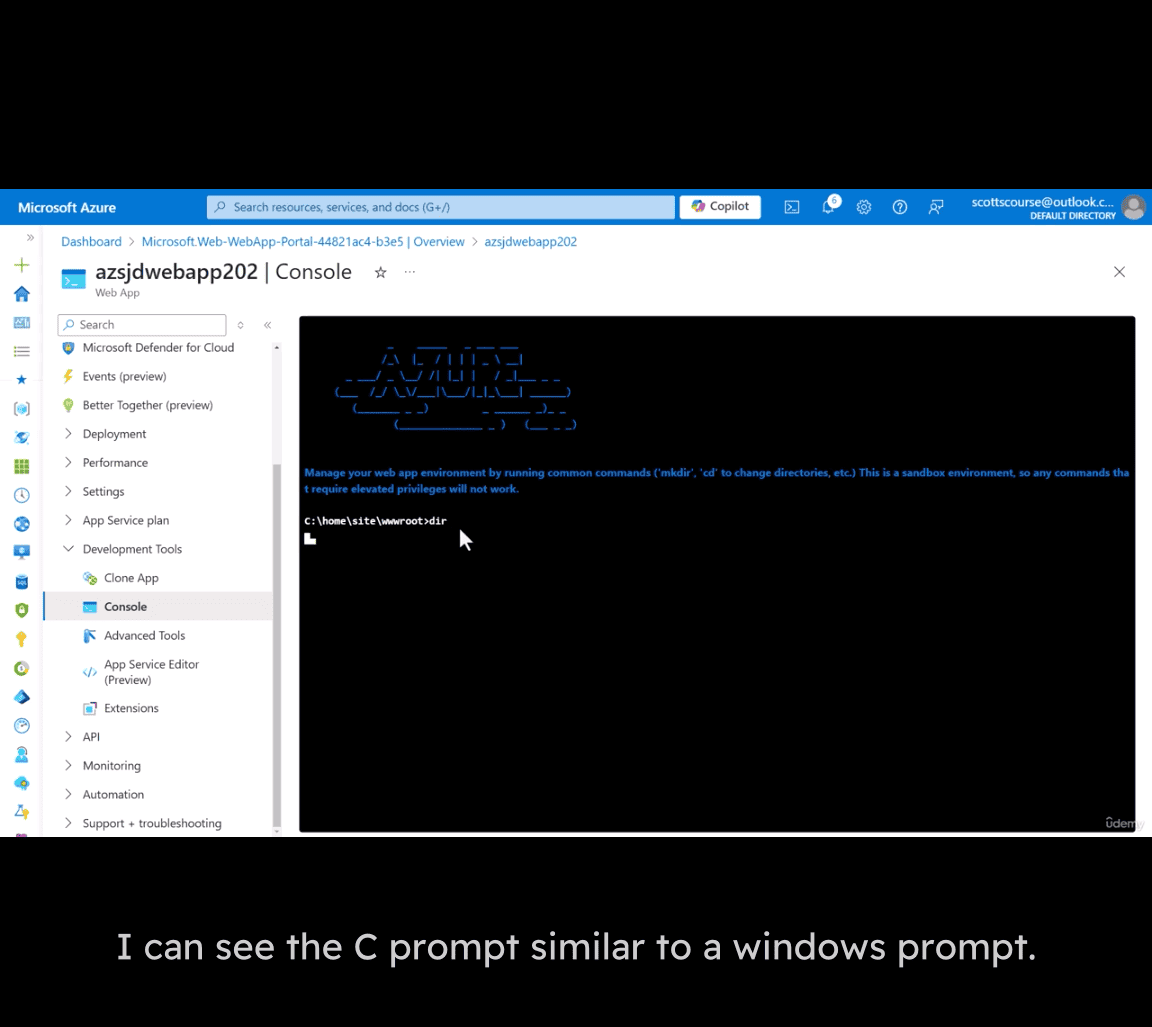 Microsoft Azure
Search resources, services, and docs (G+/)
Copilot
6
scottscourse@outlook.c...
DEFAULT DIRECTORY
Dashboard > Microsoft.Web-WebApp-Portal-44821ac4-b3e5 | Overview > azsjdwebapp202
azsjdwebapp202 | Console
Web App
Search
Microsoft Defender for Cloud
Events (preview)
Better Together (preview)
Deployment
Performance
Settings
App Service plan
Development Tools
Clone App
Console
Advanced Tools
App Service Editor
(Preview)
Extensions
API
Monitoring
Automation
Support + troubleshooting
AZURE
Manage your web app environment by running common commands ('mkdir', 'cd' to change directories, etc.) This is a sandbox environment, so any commands tha
t require elevated privileges will not work.
C:\home\site\wwwroot>dir
udemy
I can see the C prompt similar to a windows prompt.